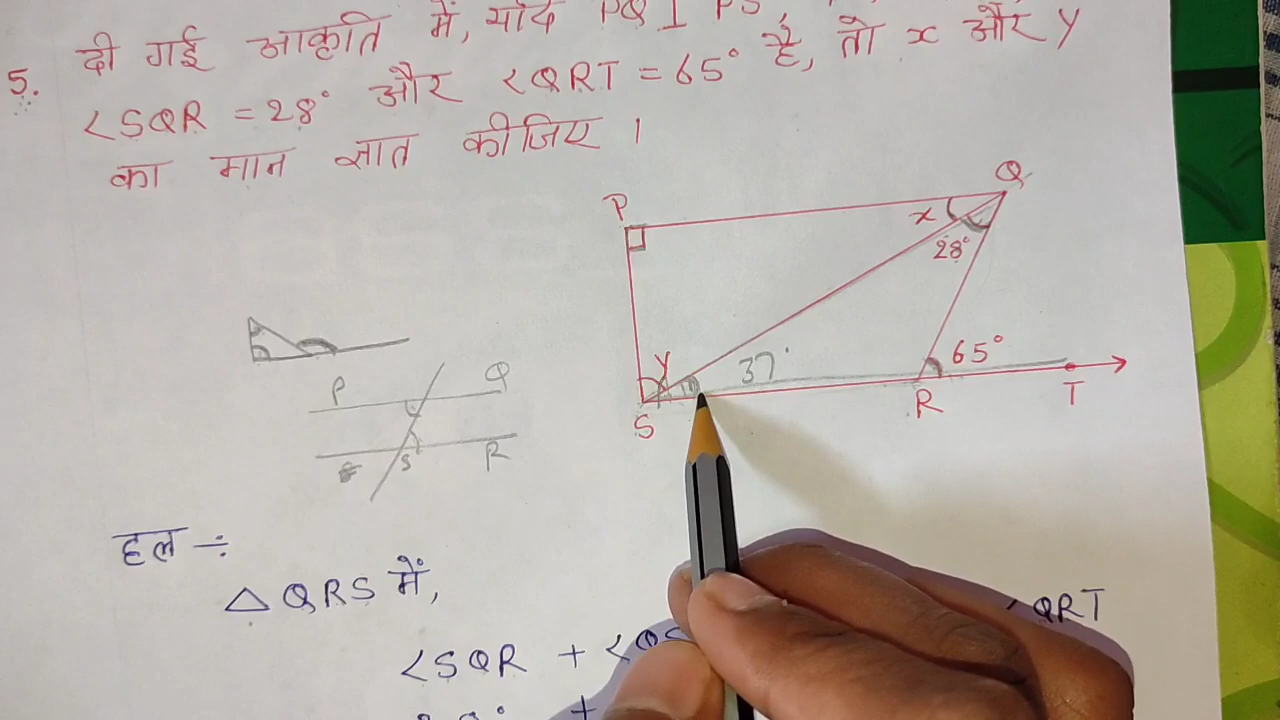 दी गई आकृति में, यदि PQ ⊥ PS
5. ∠SQR = 28° और ∠QRT = 65° है, तो x और y
का मान ज्ञात कीजिए ।
P
Q
x
28°
y
37°
65°
S
R
T
P
Q
S
R
हल ÷
△ QRS में,
∠SQR + ∠QS
∠QRT
+